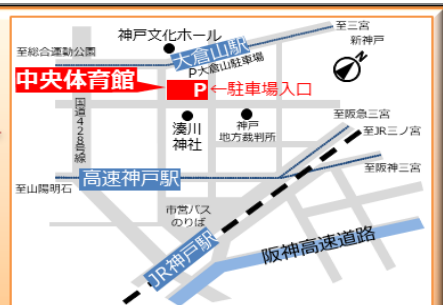 神戸文化ホール
至三宮
新神戸
至総合運動公園
大倉山駅
P大倉山駐車場
中央体育館
P
←駐車場入口
国道428号線
湊川
神社
神戸
地方裁判所
至阪急三宮
至JR三ノ宮
至阪神三宮
高速神戸駅
至山陽明石
市営バス
のりば
JR神戸駅
阪神高速道路